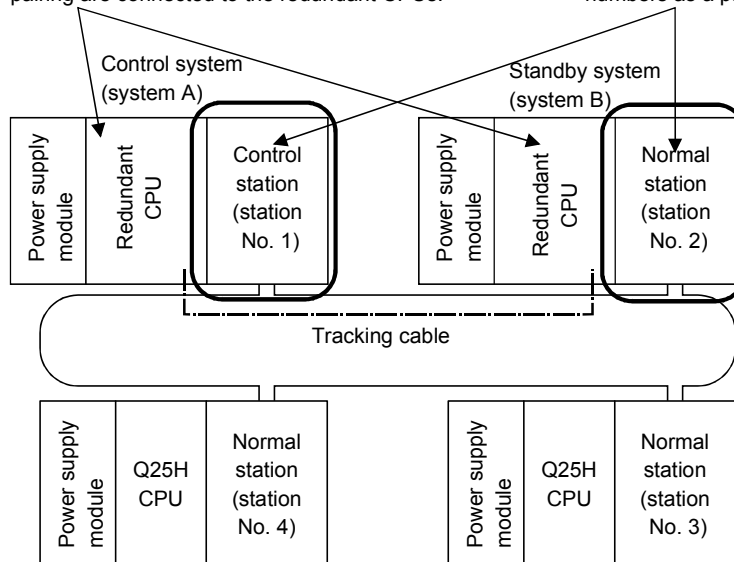 pairing are connected to the redundant CPUs.
numbers as a p
Control system
(system A)
Standby system
(system B)
Power supply
module
Redundant
CPU
Control
station
(station
No. 1)
Power supply
module
Redundant
CPU
Normal
station
(station
No. 2)
Tracking cable
Power supply
module
Q25H
CPU
Normal
station
(station
No. 4)
Power supply
module
Q25H
CPU
Normal
station
(station
No. 3)